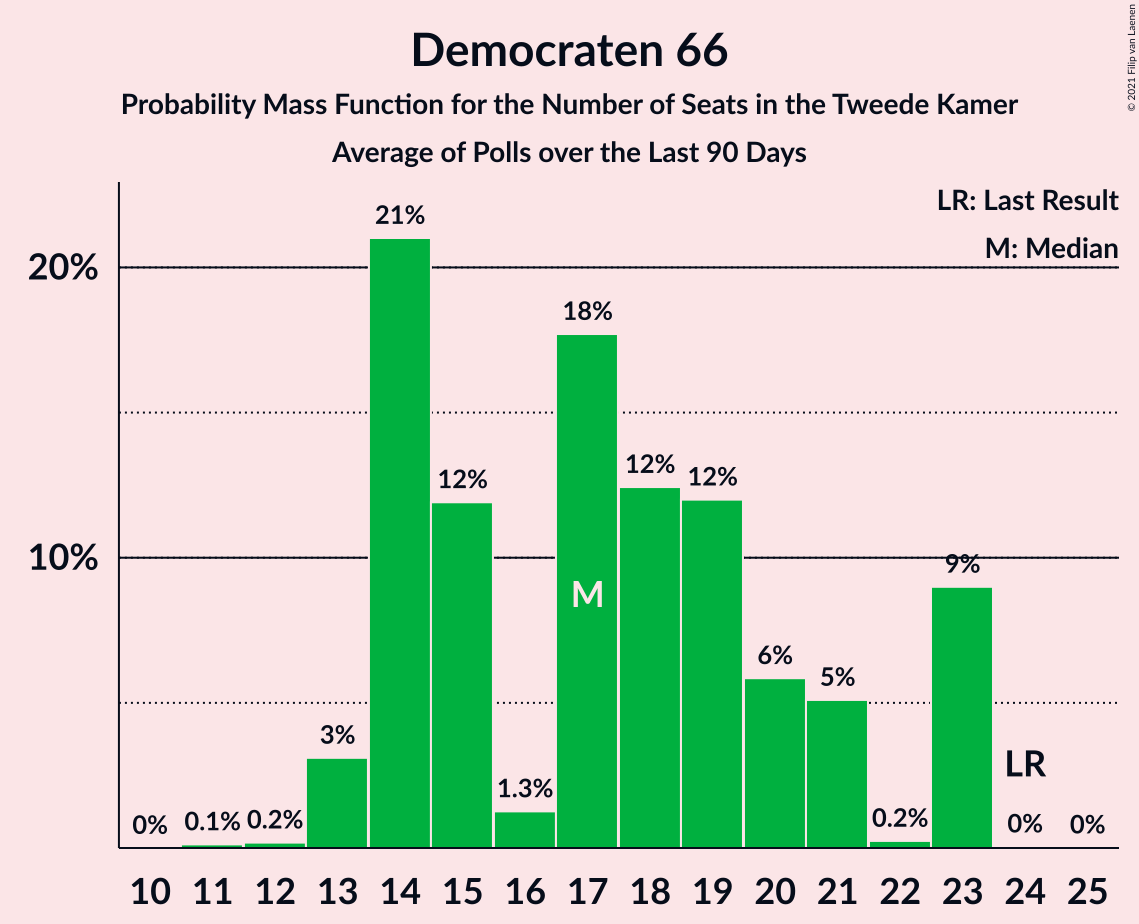 Democraten 66
Probability Mass Function for the Number of Seats in the Tweede Kamer
Average of Polls over the Last 90 Days
© 2021 Filip van Laenen
LR: Last Result
M: Median
20%
10%
0%
0.1%
0.2%
3%
21%
12%
1.3%
18%
12%
12%
6%
5%
0.2%
9%
0%
0%
M
LR
10 11 12 13 14 15 16 17 18 19 20 21 22 23 24 25